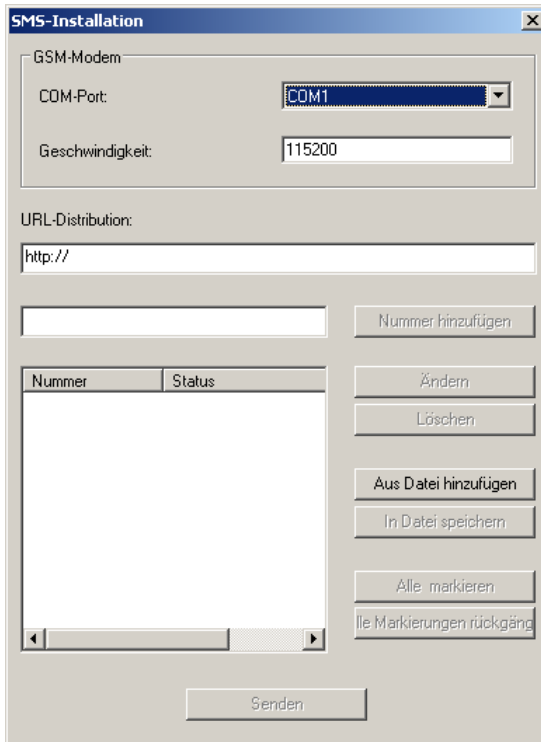 SMS-Installation
GSM-Modem
COM-Port:
COM1
Geschwindigkeit:
115200
URL-Distribution:
http://
Nummer hinzufügen
Nummer Status
Ändern
Löschen
Aus Datei hinzufügen
In Datei speichern
Alle markieren
lle Markierungen rückgäng
Senden